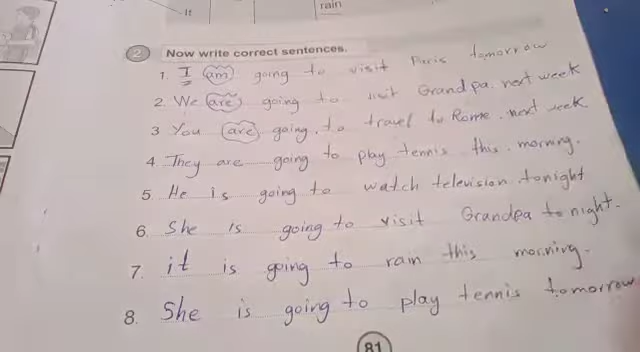 It
rain
2 Now write correct sentences.
1. I am going to visit Paris tomorrow
2. We are going to visit Grandpa. next week
3 You are going to travel to Rome. next week.
4. They are going to play tennis this morning.
5. He is going to watch television tonight
6. She is going to visit Grandpa tonight.
7. it is going to rain this morning.
8. She is going to play tennis tomorrow
81